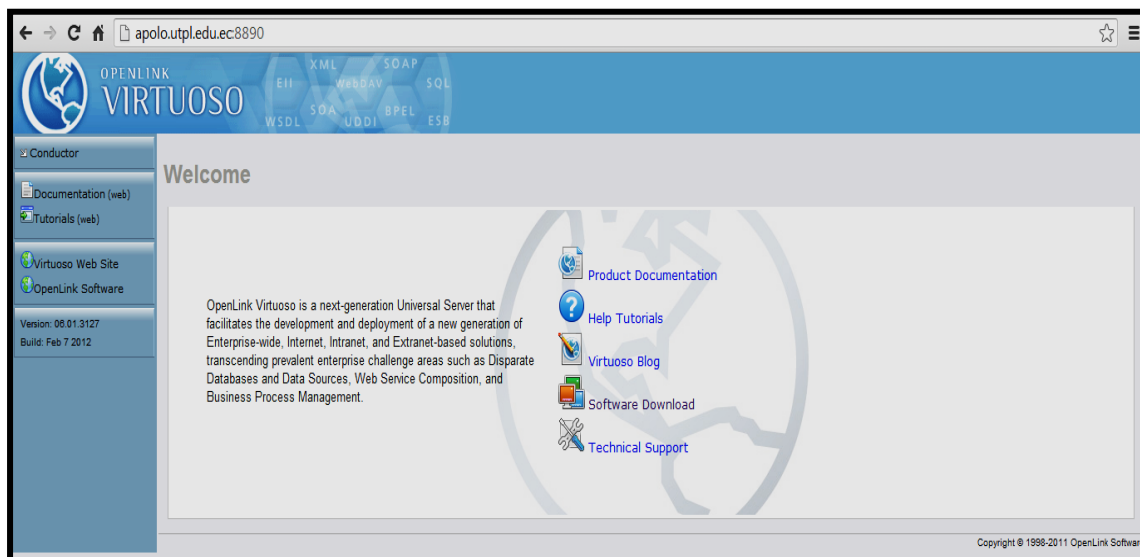 apolo.utpl.edu.ec:8890
OPENLINK
VIRTUOSO
XML SOAP
EII WebDAV SQL
SOA BPEL
WSDL UDDI ESB
Conductor
Documentation (web)
Tutorials (web)
Virtuoso Web Site
OpenLink Software
Version: 06.01.3127
Build: Feb 7 2012
Welcome
OpenLink Virtuoso is a next-generation Universal Server that
facilitates the development and deployment of a new generation of
Enterprise-wide, Internet, Intranet, and Extranet-based solutions,
transcending prevalent enterprise challenge areas such as Disparate
Databases and Data Sources, Web Service Composition, and
Business Process Management.
Product Documentation
Help Tutorials
Virtuoso Blog
Software Download
Technical Support
Copyright © 1998-2011 OpenLink Softwar